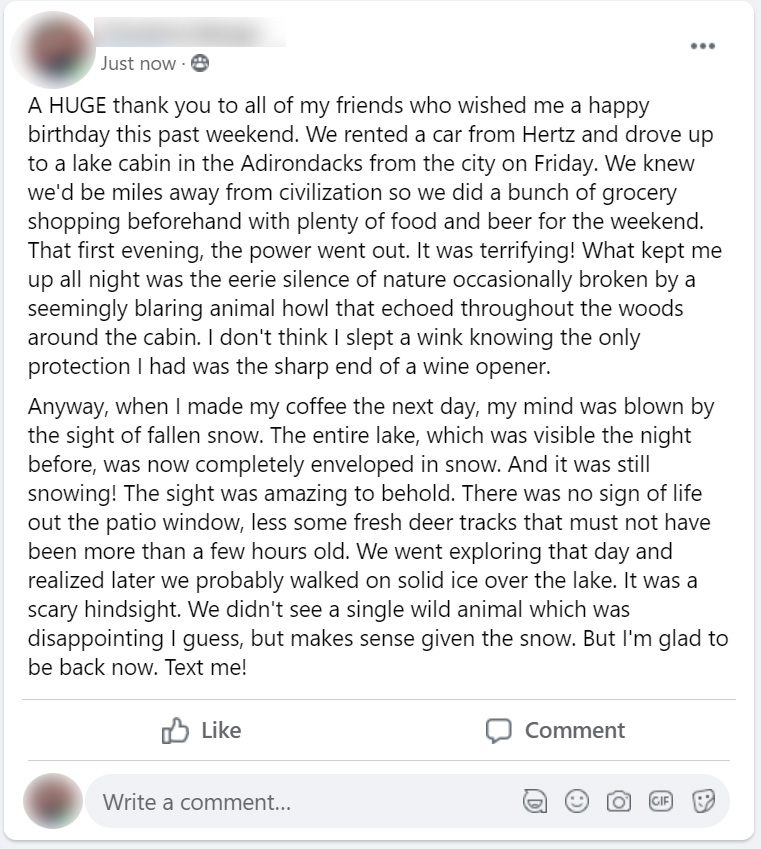 Just now ·
A HUGE thank you to all of my friends who wished me a happy
birthday this past weekend. We rented a car from Hertz and drove up
to a lake cabin in the Adirondacks from the city on Friday. We knew
we'd be miles away from civilization so we did a bunch of grocery
shopping beforehand with plenty of food and beer for the weekend.
That first evening, the power went out. It was terrifying! What kept me
up all night was the eerie silence of nature occasionally broken by a
seemingly blaring animal howl that echoed throughout the woods
around the cabin. I don't think I slept a wink knowing the only
protection I had was the sharp end of a wine opener.
Anyway, when I made my coffee the next day, my mind was blown by
the sight of fallen snow. The entire lake, which was visible the night
before, was now completely enveloped in snow. And it was still
snowing! The sight was amazing to behold. There was no sign of life
out the patio window, less some fresh deer tracks that must not have
been more than a few hours old. We went exploring that day and
realized later we probably walked on solid ice over the lake. It was a
scary hindsight. We didn't see a single wild animal which was
disappointing I guess, but makes sense given the snow. But I'm glad to
be back now. Text me!
Like Comment
Write a comment...
GIF